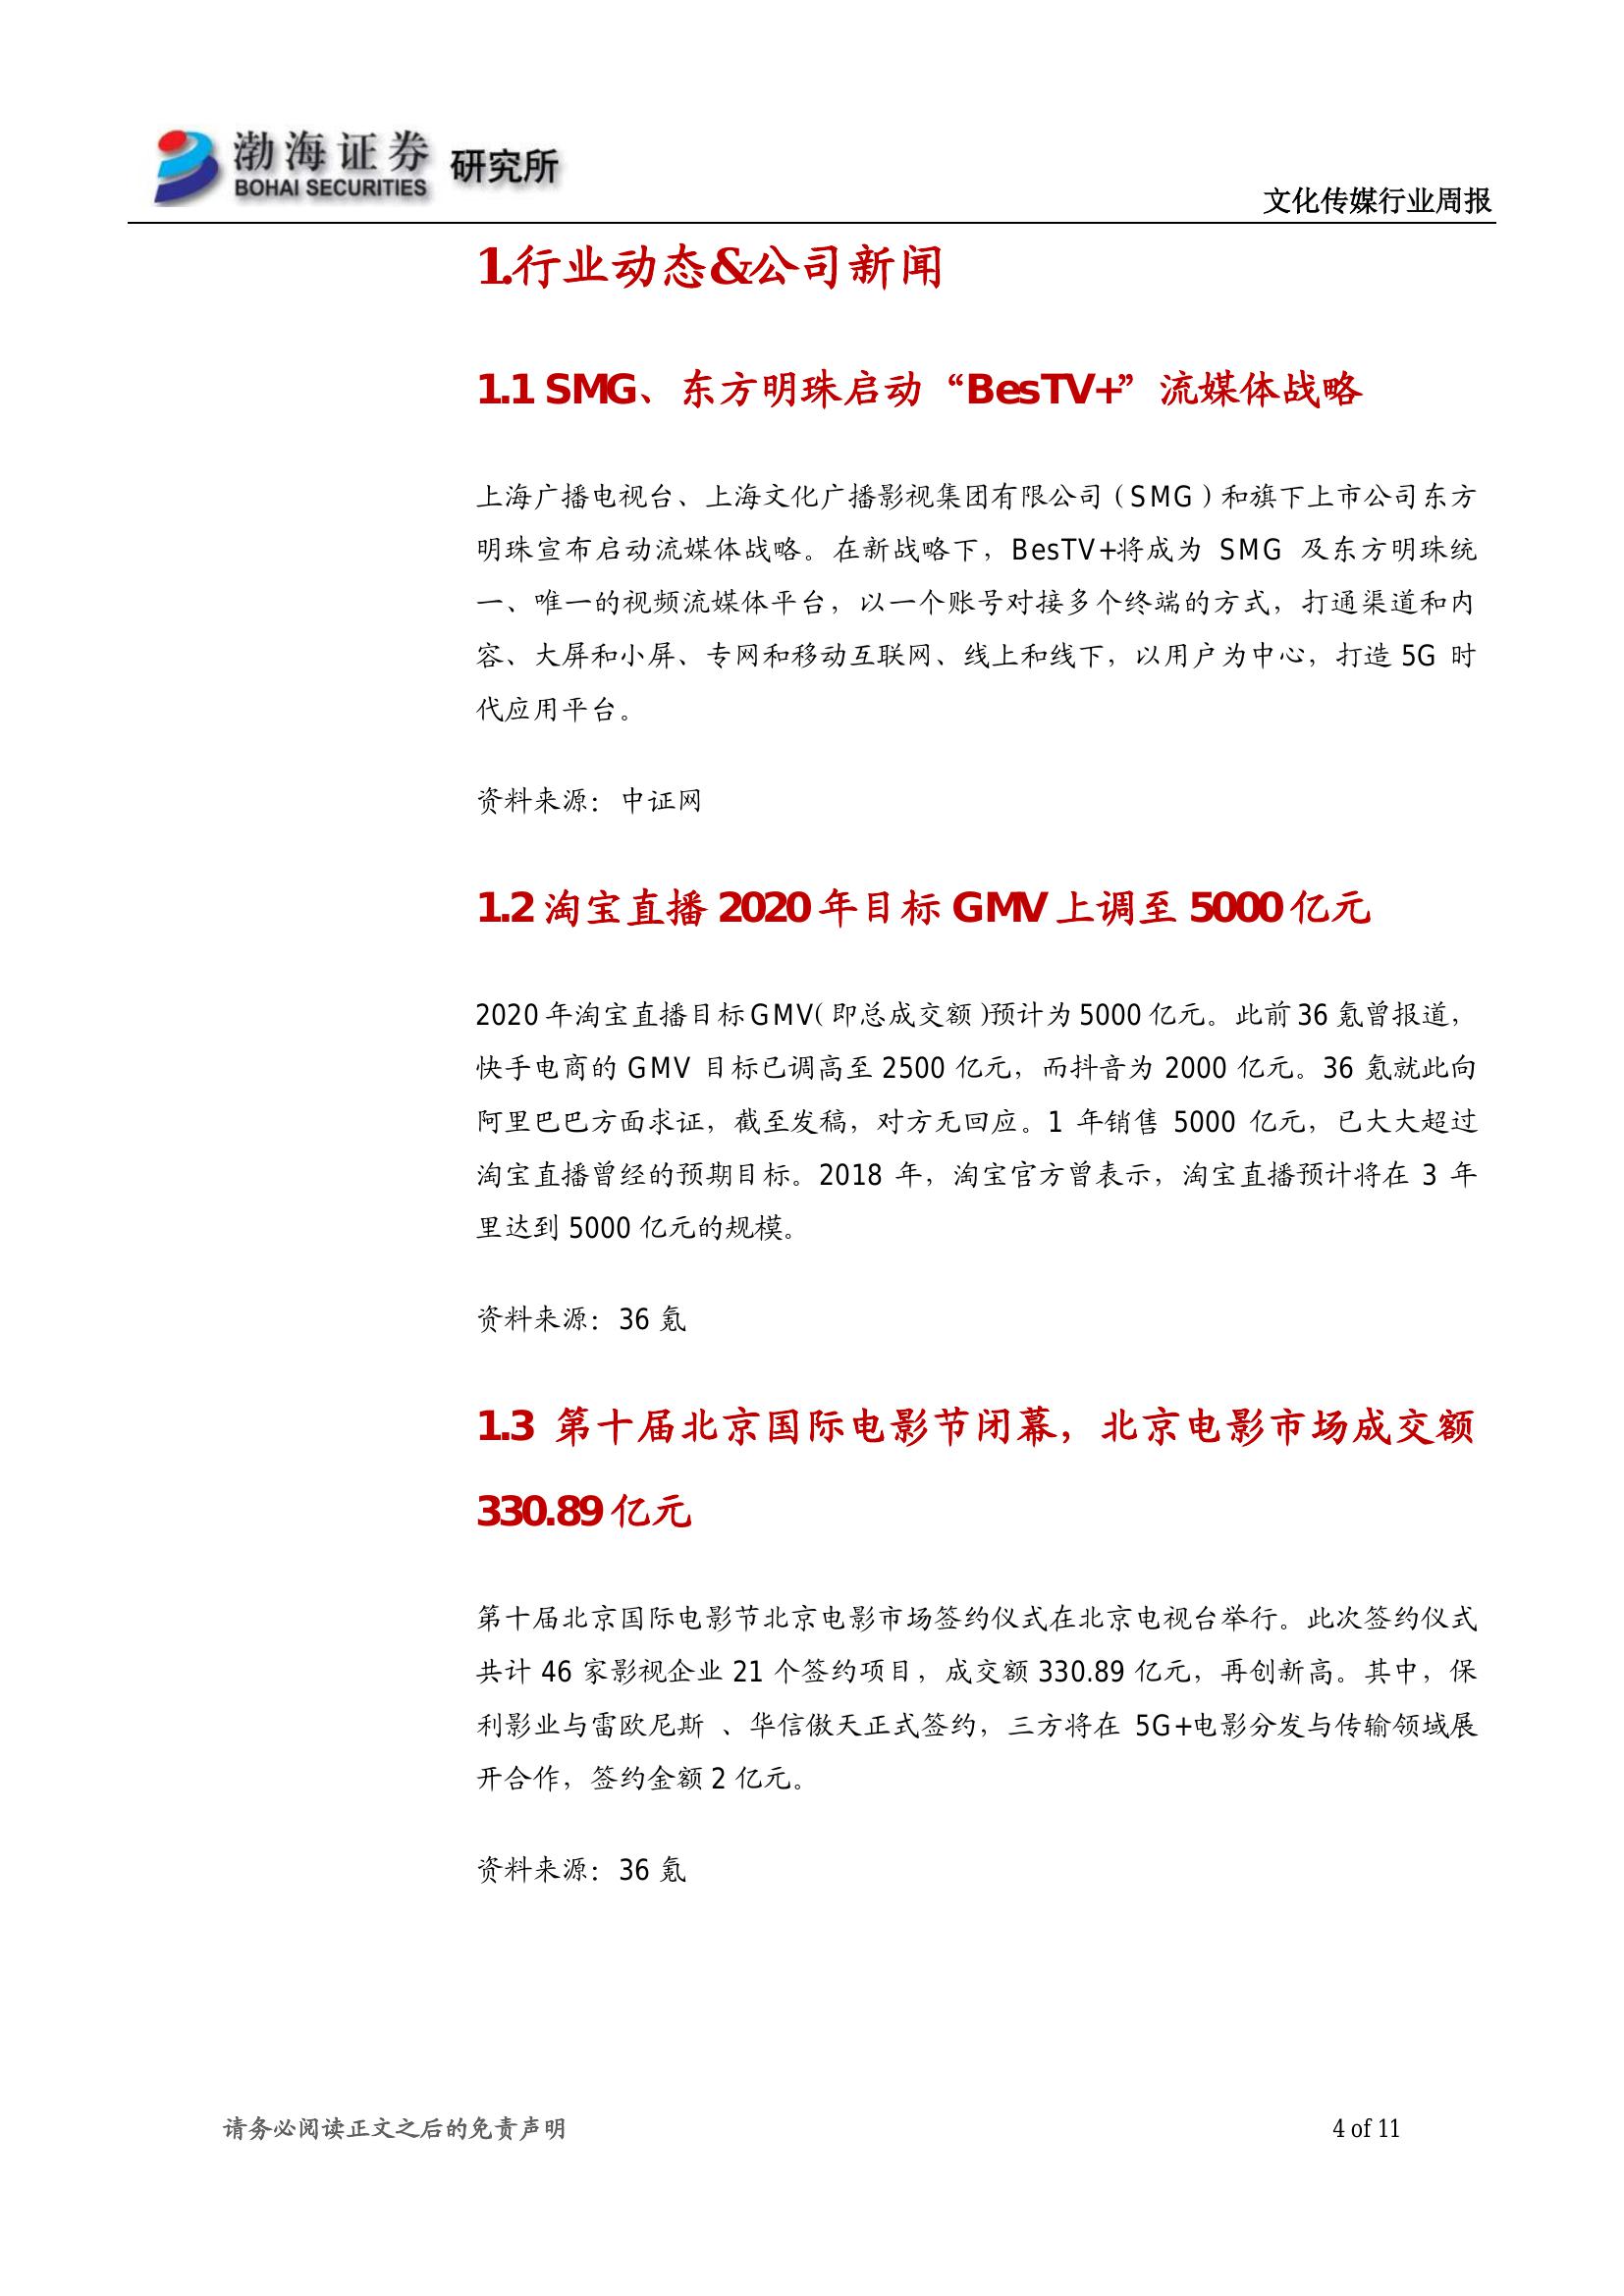 渤海证券 研究所
BOHAI SECURITIES
文化传媒行业周报
1.行业动态&公司新闻
1.1 SMG、东方明珠启动“BesTV+”流媒体战略
上海广播电视台、上海文化广播影视集团有限公司（SMG）和旗下上市公司东方
明珠宣布启动流媒体战略。在新战略下，BesTV+将成为 SMG 及东方明珠统
一、唯一的视频流媒体平台，以一个账号对接多个终端的方式，打通渠道和内
容、大屏和小屏、专网和移动互联网、线上和线下，以用户为中心，打造 5G 时
代应用平台。
资料来源：中证网
1.2 淘宝直播 2020 年目标 GMV 上调至 5000 亿元
2020 年淘宝直播目标 GMV(即总成交额)预计为 5000 亿元。此前 36 氪曾报道，
快手电商的 GMV 目标已调高至 2500 亿元，而抖音为 2000 亿元。36 氪就此向
阿里巴巴方面求证，截至发稿，对方无回应。1 年销售 5000 亿元，已大大超过
淘宝直播曾经的预期目标。2018 年，淘宝官方曾表示，淘宝直播预计将在 3 年
里达到 5000 亿元的规模。
资料来源：36 氪
1.3 第十届北京国际电影节闭幕，北京电影市场成交额
330.89 亿元
第十届北京国际电影节北京电影市场签约仪式在北京电视台举行。此次签约仪式
共计 46 家影视企业 21 个签约项目，成交额 330.89 亿元，再创新高。其中，保
利影业与雷欧尼斯 、华信傲天正式签约，三方将在 5G+电影分发与传输领域展
开合作，签约金额 2 亿元。
资料来源：36 氪
请务必阅读正文之后的免责声明
4 of 11